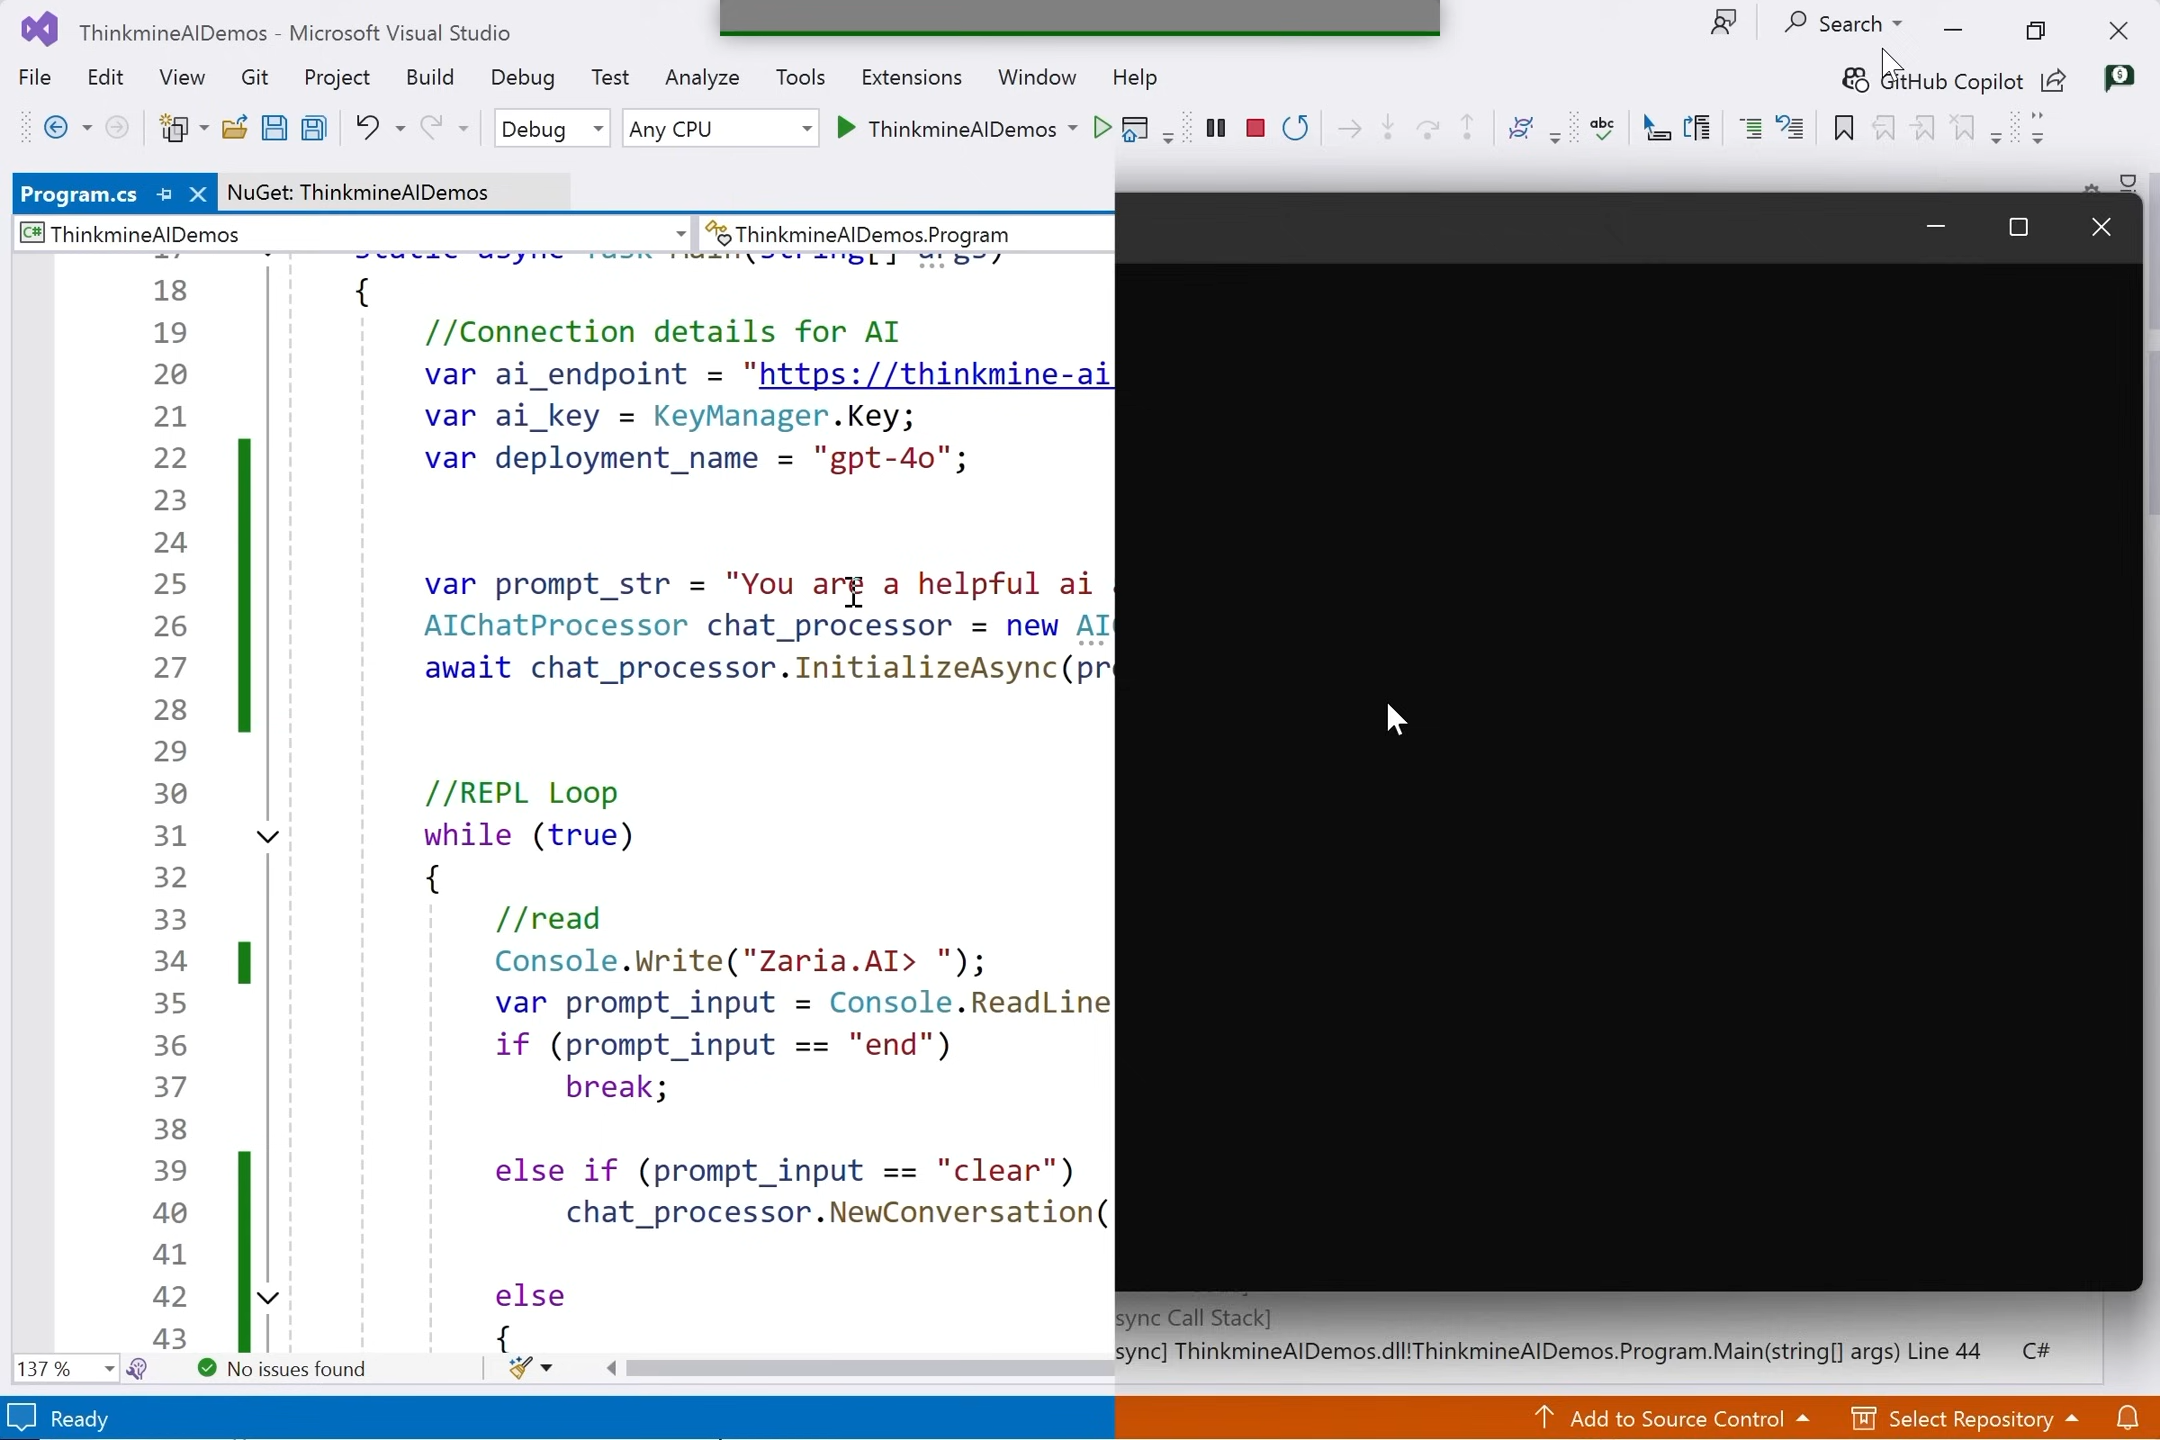 ThinkmineAIDemos - Microsoft Visual Studio
Search
File Edit View Git Project Build Debug Test Analyze Tools Extensions Window Help
GitHub Copilot
Debug Any CPU ThinkmineAIDemos
Program.cs NuGet: ThinkmineAIDemos
C# ThinkmineAIDemos ThinkmineAIDemos.Program
17 static async Task Main(string[] args)
18 {
19 //Connection details for AI
20 var ai_endpoint = "https://thinkmine-ai
21 var ai_key = KeyManager.Key;
22 var deployment_name = "gpt-4o";
23
24
25 var prompt_str = "You are a helpful ai
26 AIChatProcessor chat_processor = new AI
27 await chat_processor.InitializeAsync(pr
28
29
30 //REPL Loop
31 while (true)
32 {
33 //read
34 Console.Write("Zaria.AI> ");
35 var prompt_input = Console.ReadLine
36 if (prompt_input == "end")
37 break;
38
39 else if (prompt_input == "clear")
40 chat_processor.NewConversation(
41
42 else
43 {
sync Call Stack]
sync] ThinkmineAIDemos.dll!ThinkmineAIDemos.Program.Main(string[] args) Line 44 C#
137 % No issues found
Ready Add to Source Control Select Repository